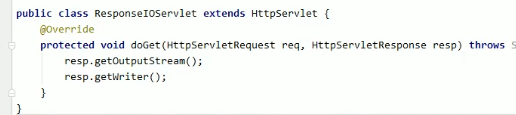 public class ResponseIOServlet extends HttpServlet {
@Override
protected void doGet(HttpServletRequest req, HttpServletResponse resp) throws S
resp.getOutputStream();
resp.getWriter();
}
}